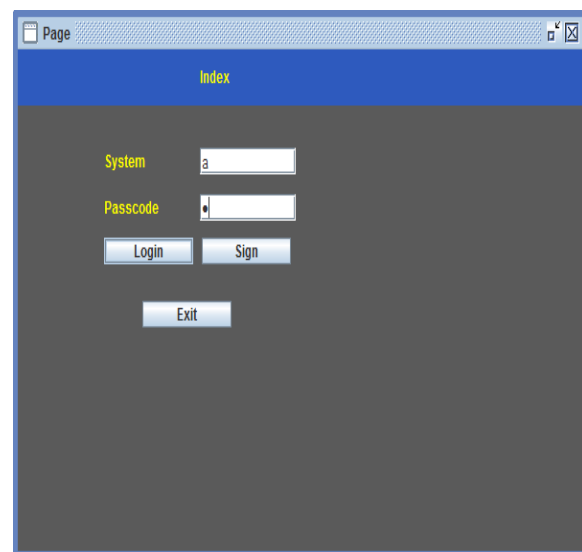 Page
Index
System a
Passcode •
Login Sign
Exit